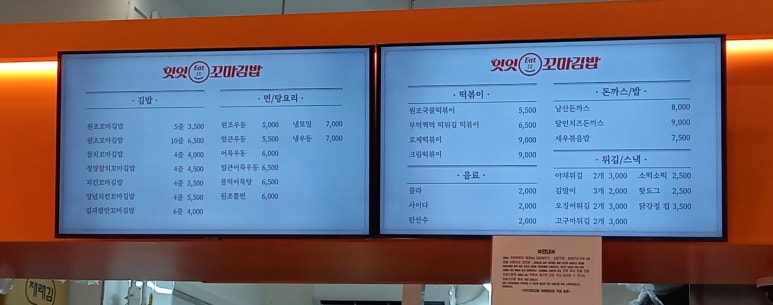 잇잇 Eat it 꼬마김밥
· 김밥 ·
원조꼬마김밥 5줄 3,500
원조꼬마김밥 10줄 6,500
참치꼬마김밥 4줄 4,000
땡땡꼬마김밥 4줄 4,500
치킨꼬마김밥 4줄 5,500
양념치킨꼬마김밥 4줄 5,500
김과밥만꼬마김밥 6줄 4,000
· 면/탕요리 ·
원조우동 5,000
얼큰우동 5,500
어묵우동 6,000
얼큰어묵우동 6,500
물떡어묵탕 6,500
원조쫄면 6,000
냉모밀 7,000
냉우동 7,000
잇잇 Eat it 꼬마김밥
· 떡볶이 ·
원조국물떡볶이 5,500
무떡쩍떡 떡튀김 떡볶이 6,500
로제떡볶이 9,000
크림떡볶이 9,000
· 음료 ·
콜라 2,000
사이다 2,000
탄산수 2,000
· 돈까스/밥 ·
남산돈까스 8,000
달인치즈돈까스 9,000
새우볶음밥 7,500
· 튀김/스낵 ·
야채튀김 2개 3,000
김말이 3개 2,000
오징어튀김 2개 3,000
고구마튀김 2개 3,000
소떡소떡 2,500
핫도그 2,500
닭강정 컵 3,500